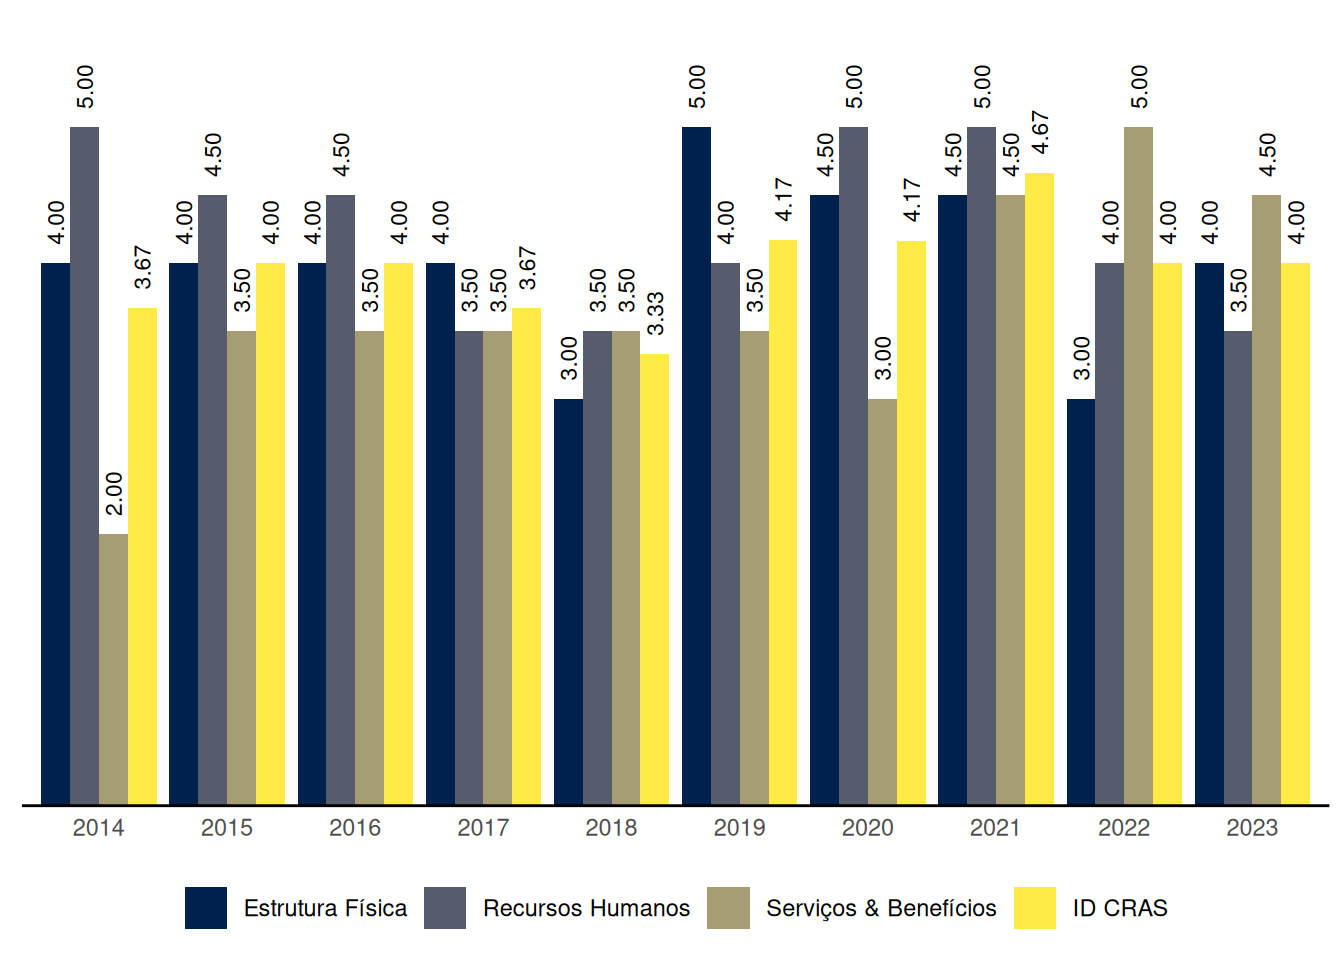 4.00 5.00 2.00 3.67
4.00 4.50 3.50 4.00
4.00 4.50 3.50 4.00
4.00 3.50 3.50 3.67
3.00 3.50 3.50 3.33
5.00 4.00 3.50 4.17
4.50 5.00 3.00 4.17
4.50 5.00 4.50 4.67
3.00 4.00 5.00 4.00
4.00 3.50 4.50 4.00
2014 2015 2016 2017 2018 2019 2020 2021 2022 2023
Estrutura Física Recursos Humanos Serviços & Benefícios ID CRAS